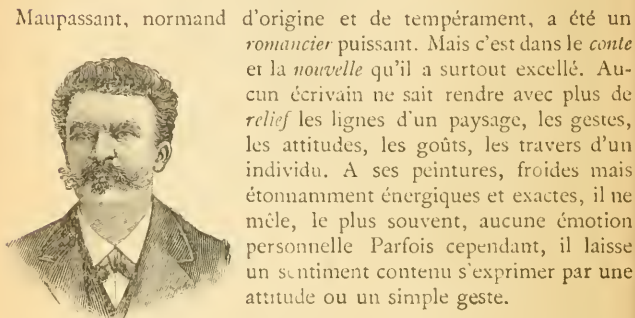 Maupassant, normand d'origine et de tempérament, a été un
romancier puissant. Mais c'est dans le conte
et la nouvelle qu'il a surtout excellé. Au-
cun écrivain ne sait rendre avec plus de
relief les lignes d'un paysage, les gestes,
les attitudes, les goûts, les travers d'un
individu. A ses peintures, froides mais
étonnamment énergiques et exactes, il ne
mêle, le plus souvent, aucune émotion
personnelle Parfois cependant, il laisse
un sentiment contenu s'exprimer par une
attitude ou un simple geste.